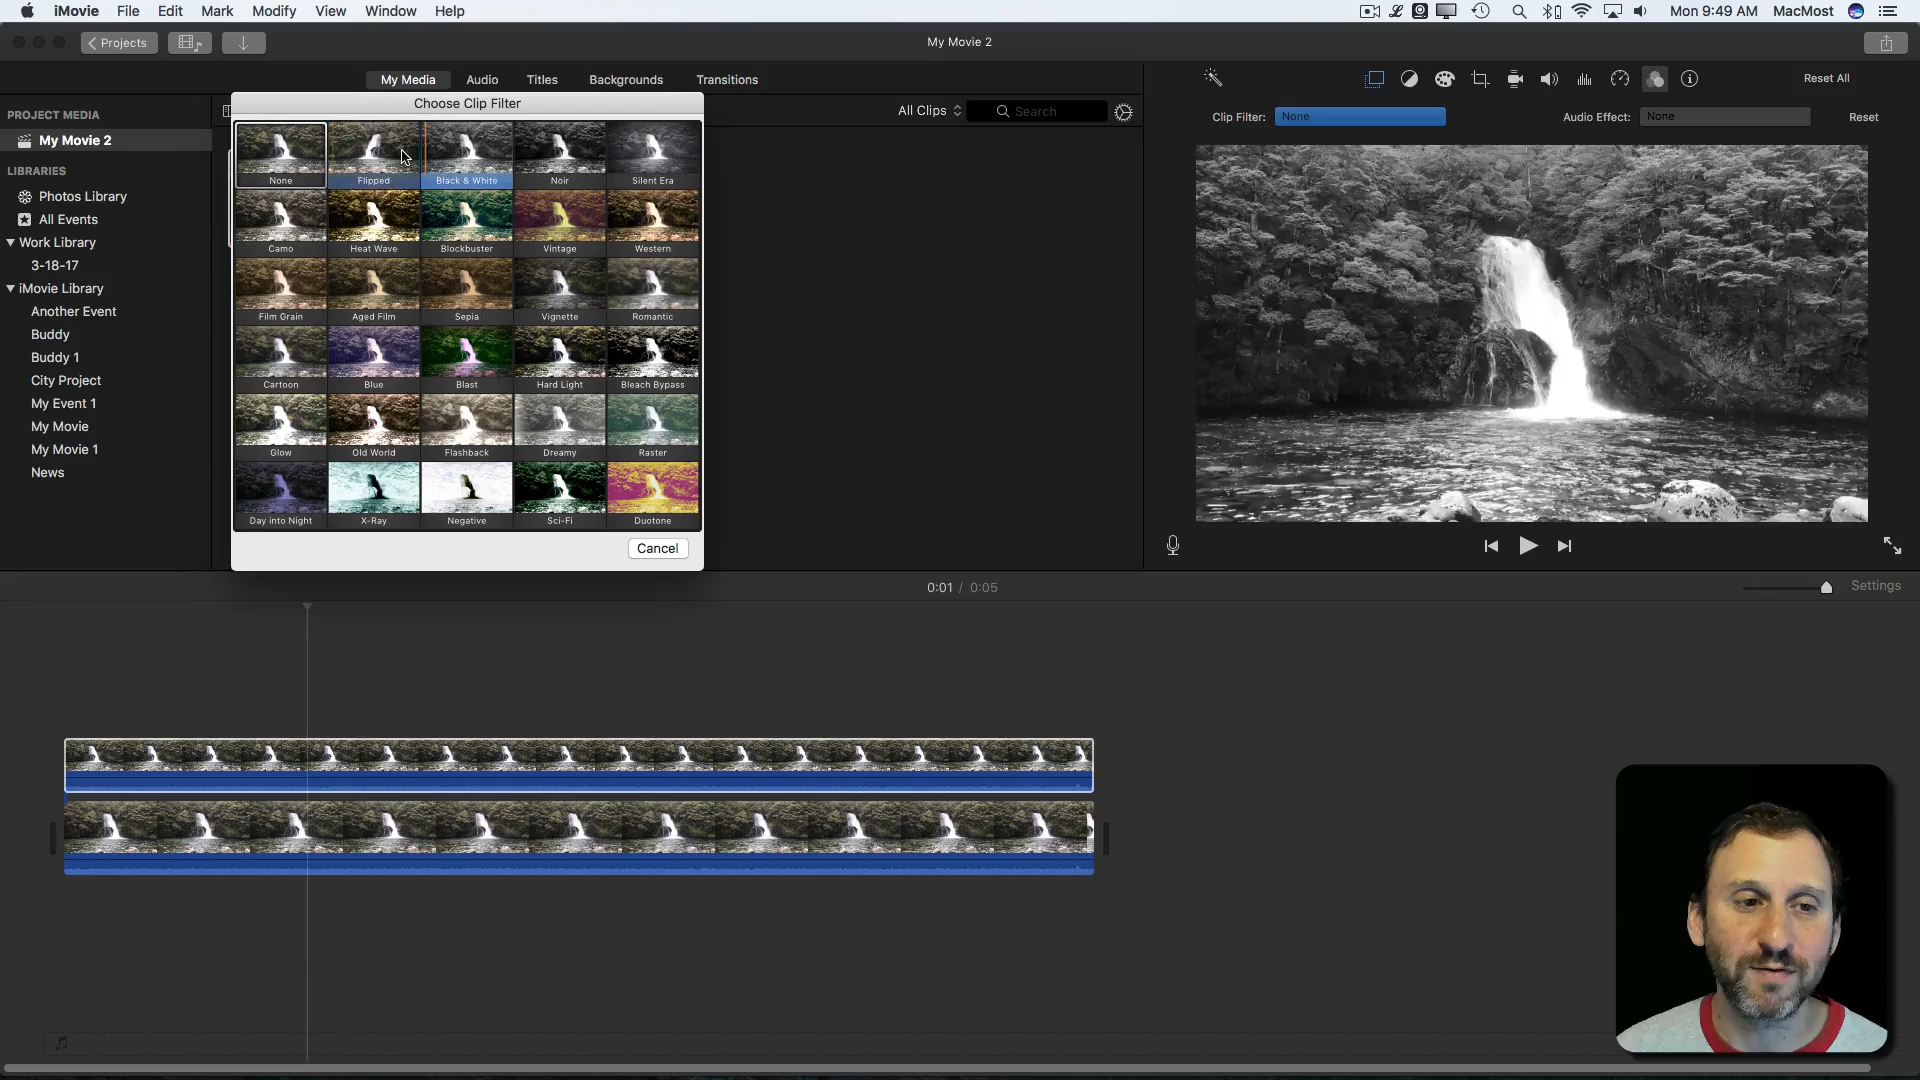 iMovie File Edit Mark Modify View Window Help Mon 9:49 AM MacMost
Projects My Movie 2
My Media Audio Titles Backgrounds Transitions Reset All
PROJECT MEDIA
My Movie 2
LIBRARIES
Photos Library
All Events
Work Library
3-18-17
iMovie Library
Another Event
Buddy
Buddy 1
City Project
My Event 1
My Movie
My Movie 1
News
Choose Clip Filter
None Flipped Black & White Noir Silent Era
Camo Heat Wave Blockbuster Vintage Western
Film Grain Aged Film Sepia Vignette Romantic
Cartoon Blue Blast Hard Light Bleach Bypass
Glow Old World Flashback Dreamy Raster
Day into Night X-Ray Negative Sci-Fi Duotone
Cancel
All Clips Search
Clip Filter: None Audio Effect: None Reset
0:01 / 0:05 Settings